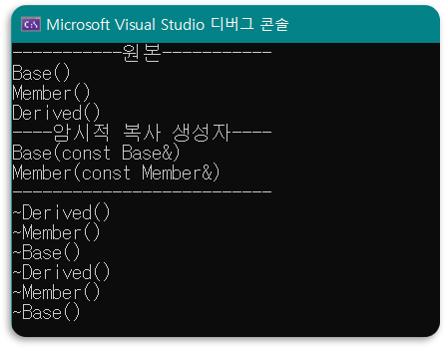 Microsoft Visual Studio 디버그 콘솔
-----------원본-----------
Base()
Member()
Derived()
----암시적 복사 생성자----
Base(const Base&)
Member(const Member&)
--------------------------
~Derived()
~Member()
~Base()
~Derived()
~Member()
~Base()